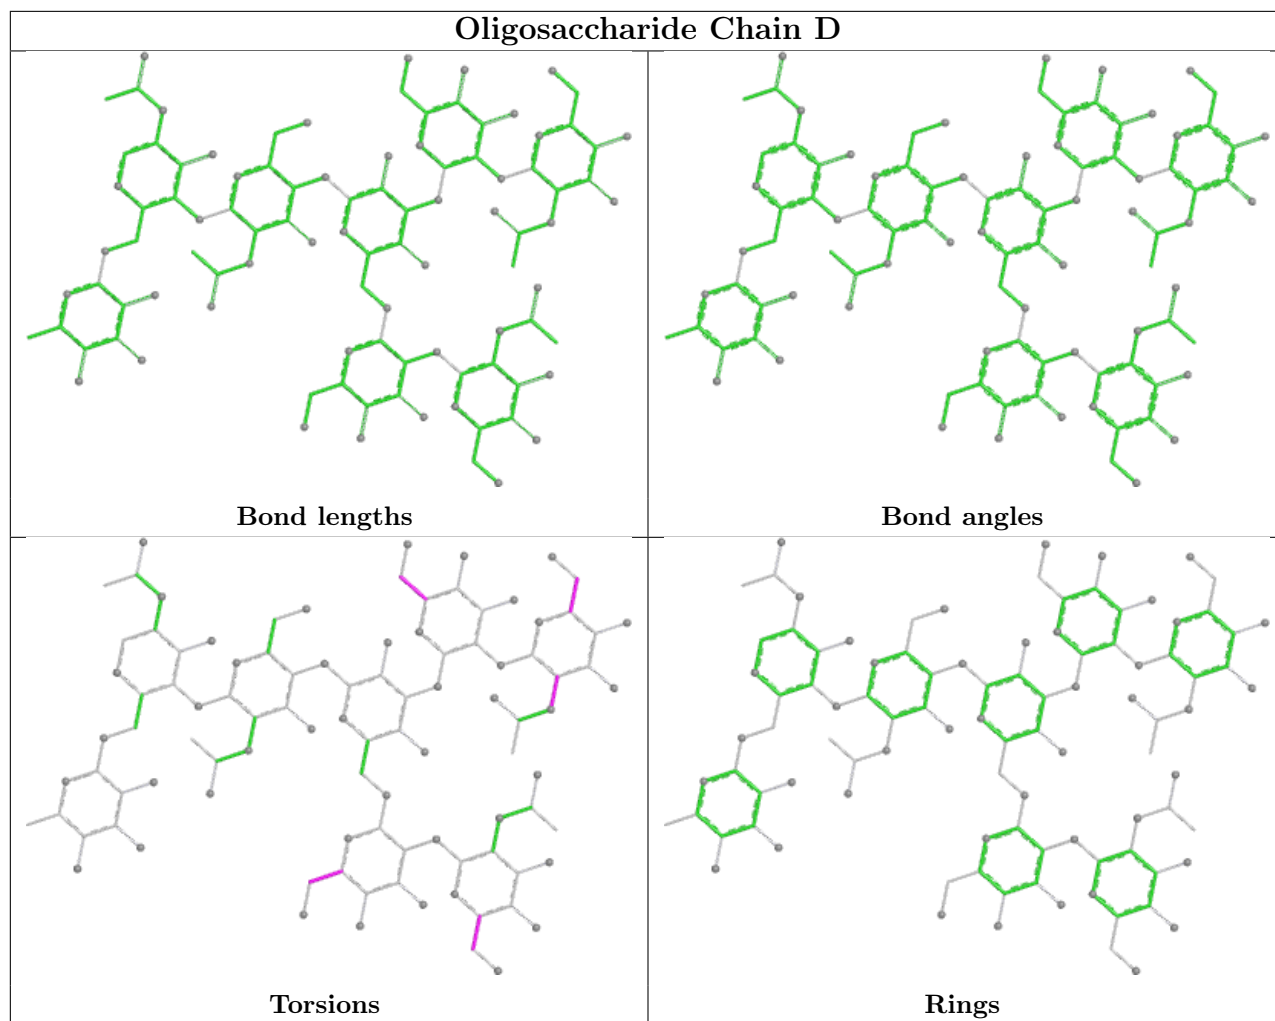 Oligosaccharide Chain D
Bond lengths
Bond angles
Torsions
Rings